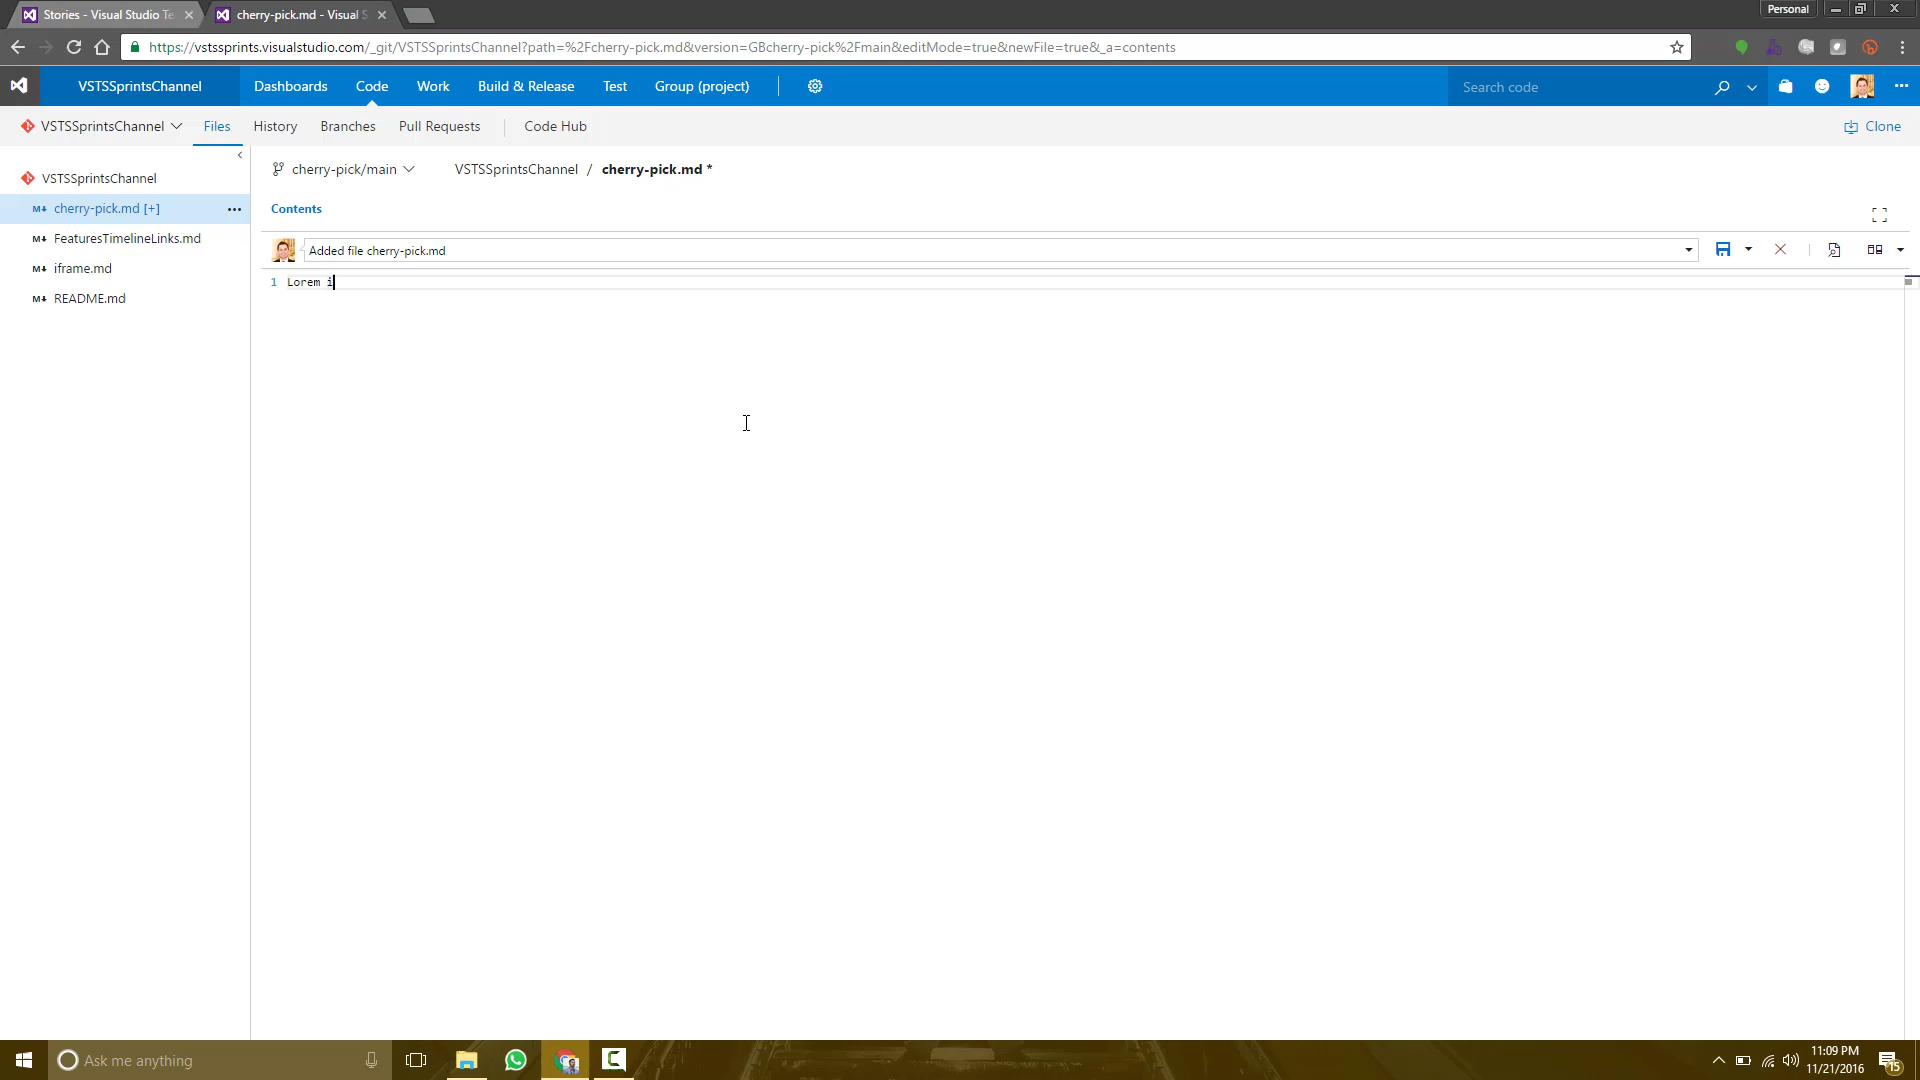 Stories - Visual Studio Te
cherry-pick.md - Visual S
Personal
https://vstssprints.visualstudio.com/_git/VSTSSprintsChannel?path=%2Fcherry-pick.md&version=GBcherry-pick%2Fmain&editMode=true&newFile=true&_a=contents
VSTSSprintsChannel
Dashboards
Code
Work
Build & Release
Test
Group (project)
Search code
VSTSSprintsChannel
Files
History
Branches
Pull Requests
Code Hub
Clone
VSTSSprintsChannel
cherry-pick.md [+]
FeaturesTimelineLinks.md
iframe.md
README.md
cherry-pick/main
VSTSSprintsChannel / cherry-pick.md *
Contents
Added file cherry-pick.md
1 Lorem i
Ask me anything
11:09 PM
11/21/2016
15